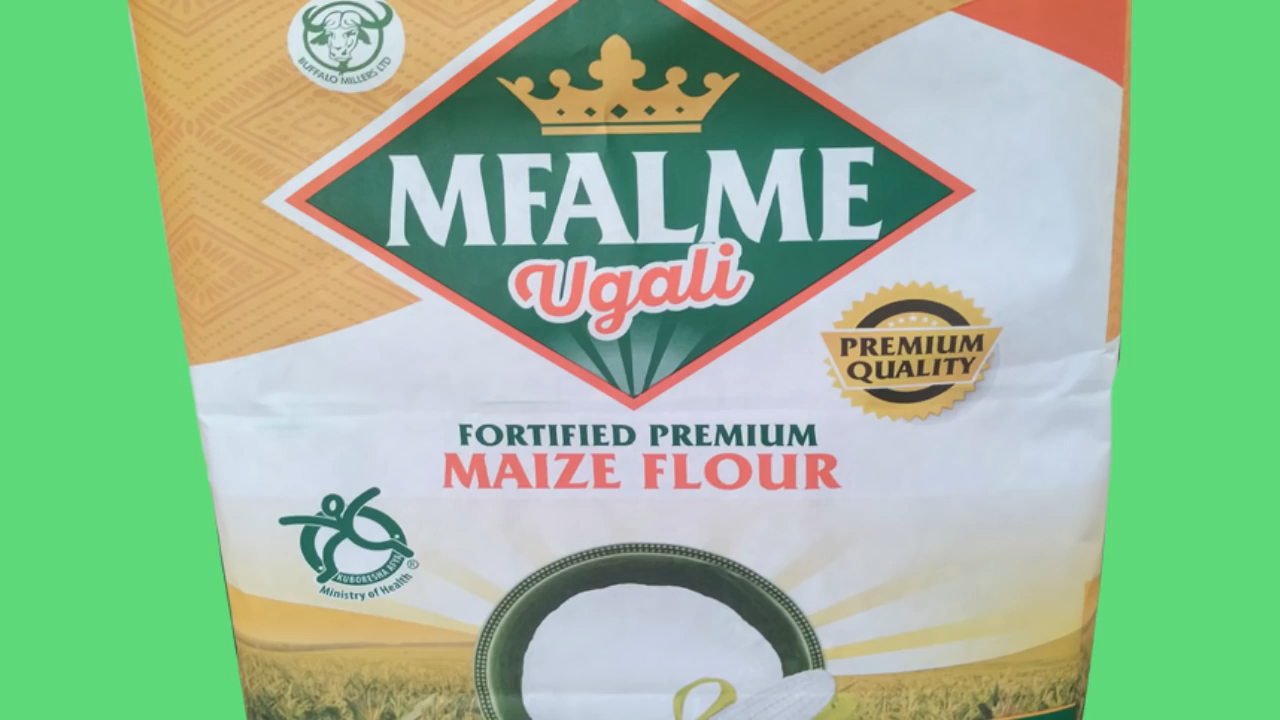 BUFFALO MILLERS LTD
MFALME
Ugali
PREMIUM
QUALITY
FORTIFIED PREMIUM
MAIZE FLOUR
KUBORESHA AFYA
®
Ministry of Health